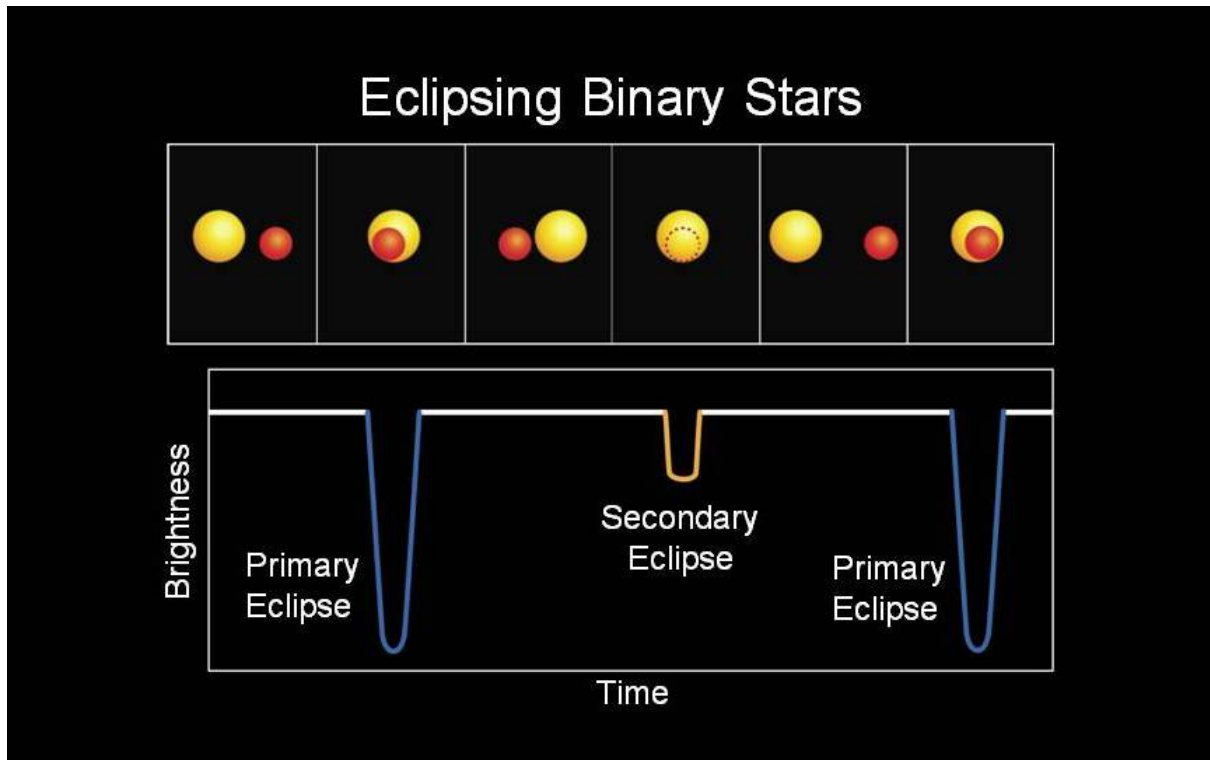 Eclipsing Binary Stars
Brightness
Primary
Eclipse
Secondary
Eclipse
Primary
Eclipse
Time